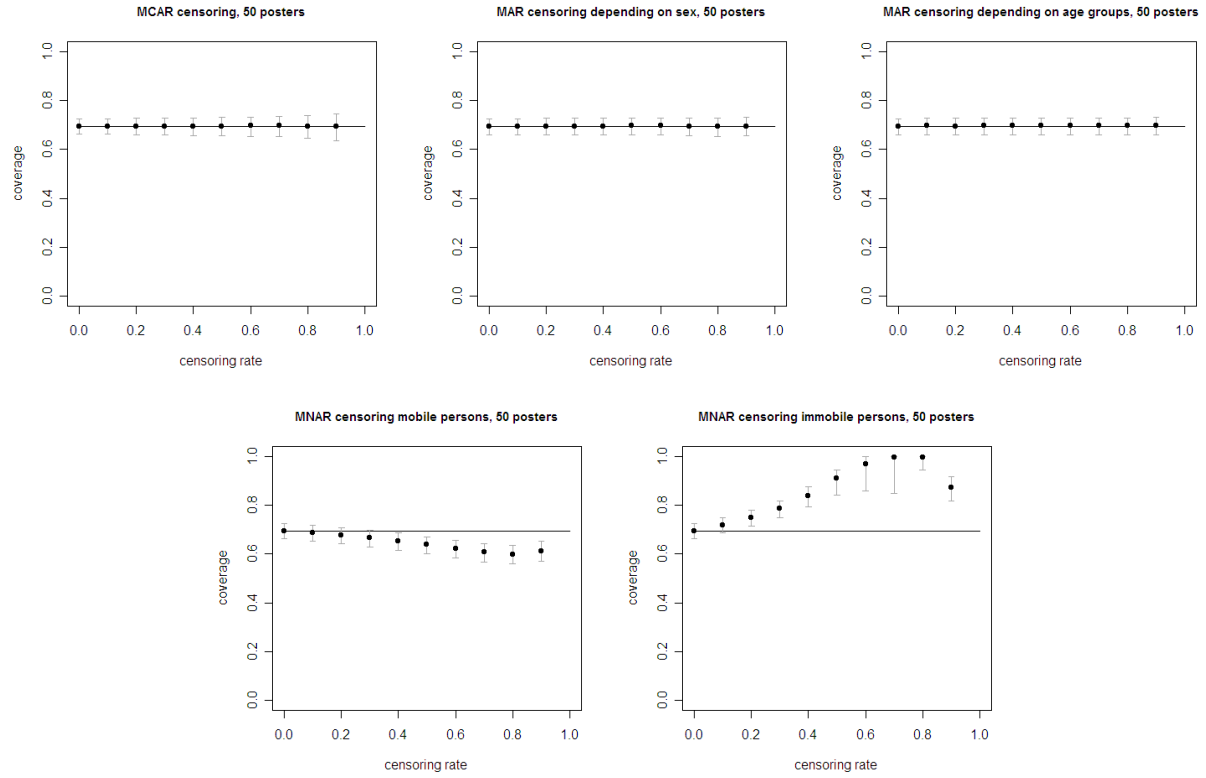 MCAR censoring, 50 posters
coverage
0.0 0.2 0.4 0.6 0.8 1.0
0.0 0.2 0.4 0.6 0.8 1.0
censoring rate
MAR censoring depending on sex, 50 posters
coverage
0.0 0.2 0.4 0.6 0.8 1.0
0.0 0.2 0.4 0.6 0.8 1.0
censoring rate
MAR censoring depending on age groups, 50 posters
coverage
0.0 0.2 0.4 0.6 0.8 1.0
0.0 0.2 0.4 0.6 0.8 1.0
censoring rate
MNAR censoring mobile persons, 50 posters
coverage
0.0 0.2 0.4 0.6 0.8 1.0
0.0 0.2 0.4 0.6 0.8 1.0
censoring rate
MNAR censoring immobile persons, 50 posters
coverage
0.0 0.2 0.4 0.6 0.8 1.0
0.0 0.2 0.4 0.6 0.8 1.0
censoring rate